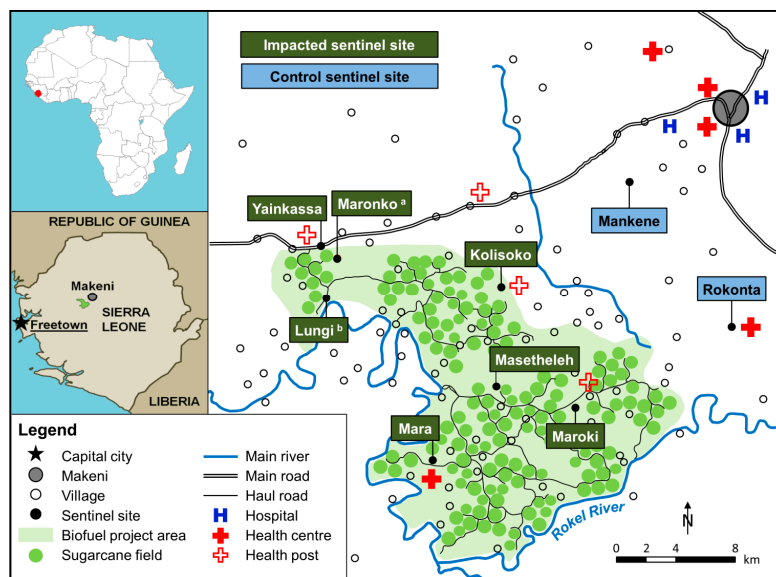 Impacted sentinel site
Control sentinel site
H
H
H
Yainkassa
Maronko a
Mankene
Kolisoko
Rokonta
Lungi b
Masetheleh
Mara
Maroki
Rokel River
N
0 2 4 8
km
REPUBLIC OF GUINEA
Makeni
SIERRA
LEONE
Freetown
LIBERIA
Legend
Capital city
Makeni
Village
Sentinel site
Biofuel project area
Sugarcane field
Main river
Main road
Haul road
H Hospital
Health centre
Health post